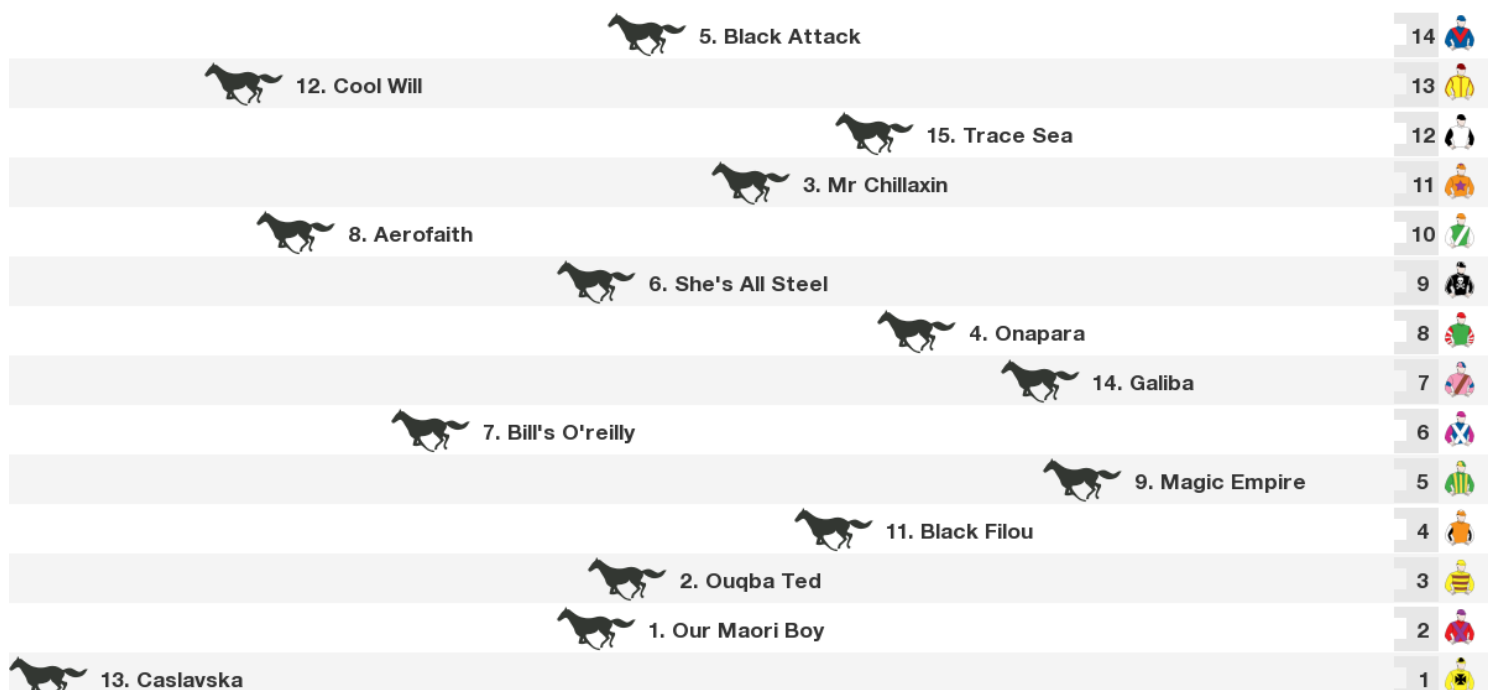 5. Black Attack 14
12. Cool Will 13
15. Trace Sea 12
3. Mr Chillaxin 11
8. Aerofaith 10
6. She's All Steel 9
4. Onapara 8
14. Galiba 7
7. Bill's O'reilly 6
9. Magic Empire 5
11. Black Filou 4
2. Ouqba Ted 3
1. Our Maori Boy 2
13. Caslavska 1